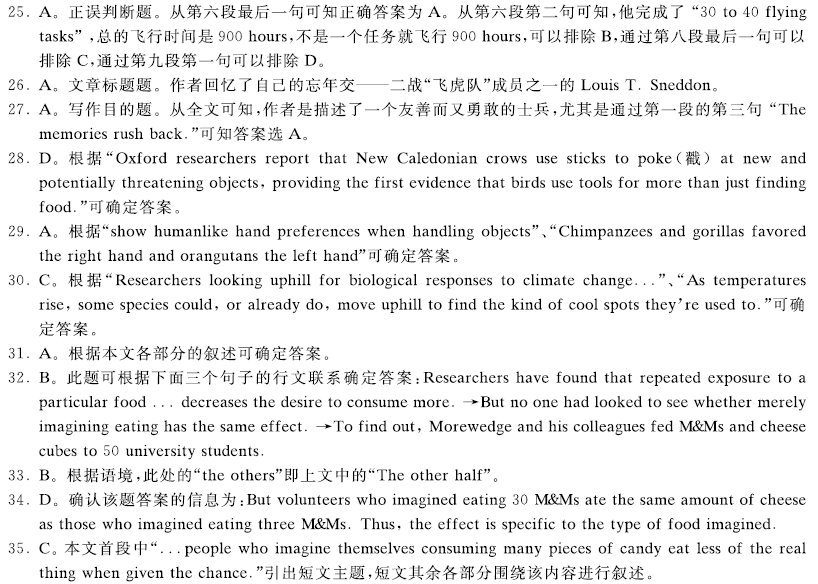 25. A。正误判断题。从第六段最后一句可知正确答案为 A。从第六段第二句可知,他完成了“30 to 40 flying
tasks”,总的飞行时间是 900 hours,不是一个任务就飞行 900 hours,可以排除 B,通过第八段最后一句可以
排除 C,通过第九段第一句可以排除 D。
26. A。文章标题题。作者回忆了自己的忘年交——二战“飞虎队”成员之一的 Louis T. Sneddon。
27. A。写作目的题。从全文可知,作者是描述了一个友善而又勇敢的士兵,尤其是通过第一段的第三句“The
memories rush back.”可知答案选 A。
28. D。根据“Oxford researchers report that New Caledonian crows use sticks to poke(戳) at new and
potentially threatening objects, providing the first evidence that birds use tools for more than just finding
food.”可确定答案。
29. A。根据“show humanlike hand preferences when handling objects”、“Chimpanzees and gorillas favored
the right hand and orangutans the left hand”可确定答案。
30. C。根据“Researchers looking uphill for biological responses to climate change...”、“As temperatures
rise, some species could, or already do, move uphill to find the kind of cool spots they're used to.”可确
定答案。
31. A。根据本文各部分的叙述可确定答案。
32. B。此题可根据下面三个句子的行文联系确定答案:Researchers have found that repeated exposure to a
particular food ... decreases the desire to consume more. →But no one had looked to see whether merely
imagining eating has the same effect. →To find out, Morewedge and his colleagues fed M&Ms and cheese
cubes to 50 university students.
33. B。根据语境,此处的“the others”即上文中的“The other half”。
34. D。确认该题答案的信息为:But volunteers who imagined eating 30 M&Ms ate the same amount of cheese
as those who imagined eating three M&Ms. Thus, the effect is specific to the type of food imagined.
35. C。本文首段中“...people who imagine themselves consuming many pieces of candy eat less of the real
thing when given the chance.”引出短文主题,短文其余各部分围绕该内容进行叙述。